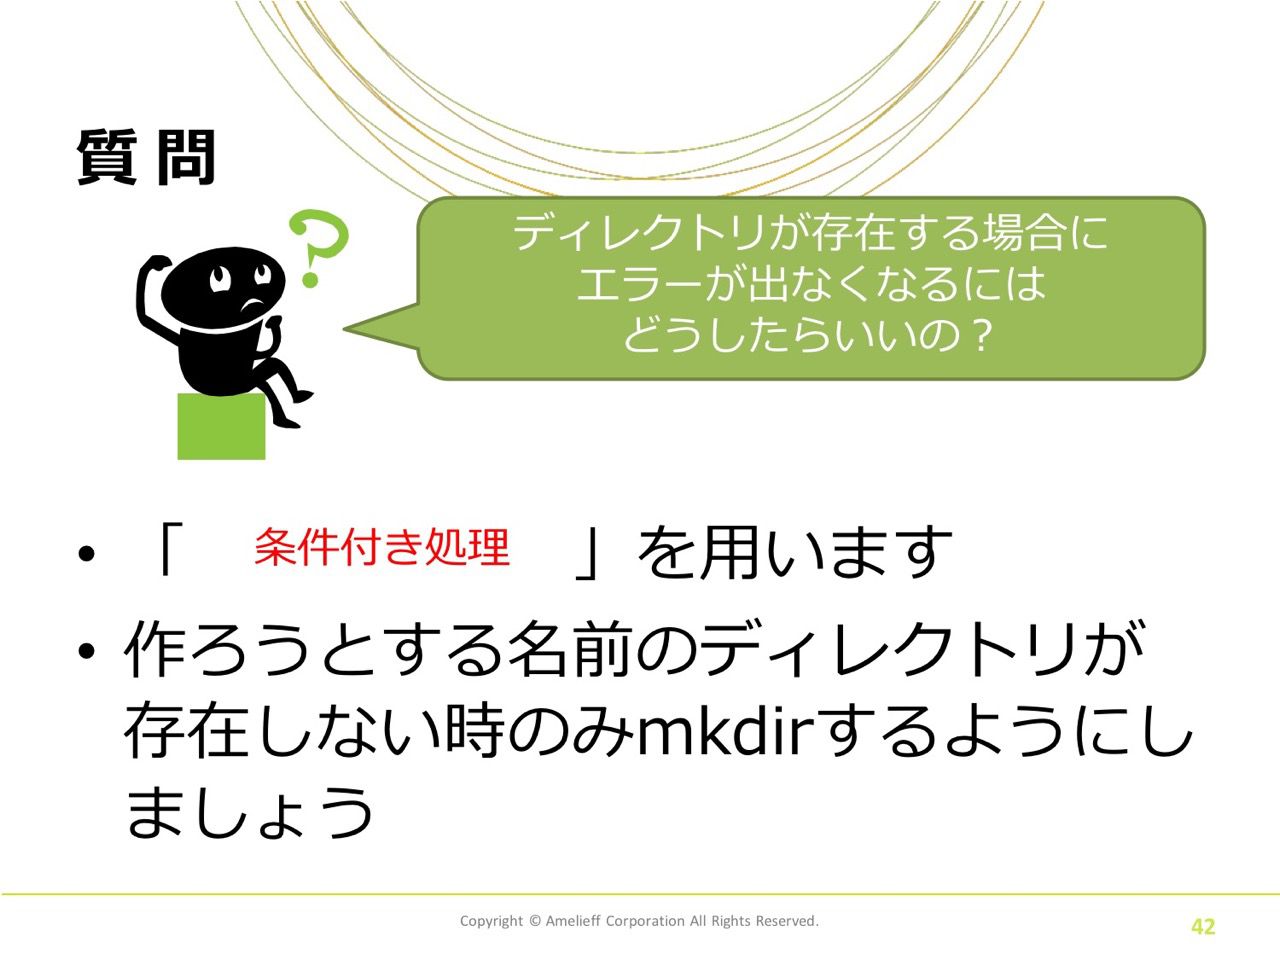 質問
?
ディレクトリが存在する場合に
エラーが出なくなるには
どうしたらいいの？
• 「 条件付き処理 」を用います
• 作ろうとする名前のディレクトリが
存在しない時のみmkdirするようにし
ましょう
Copyright © Amelieff Corporation All Rights Reserved.
42